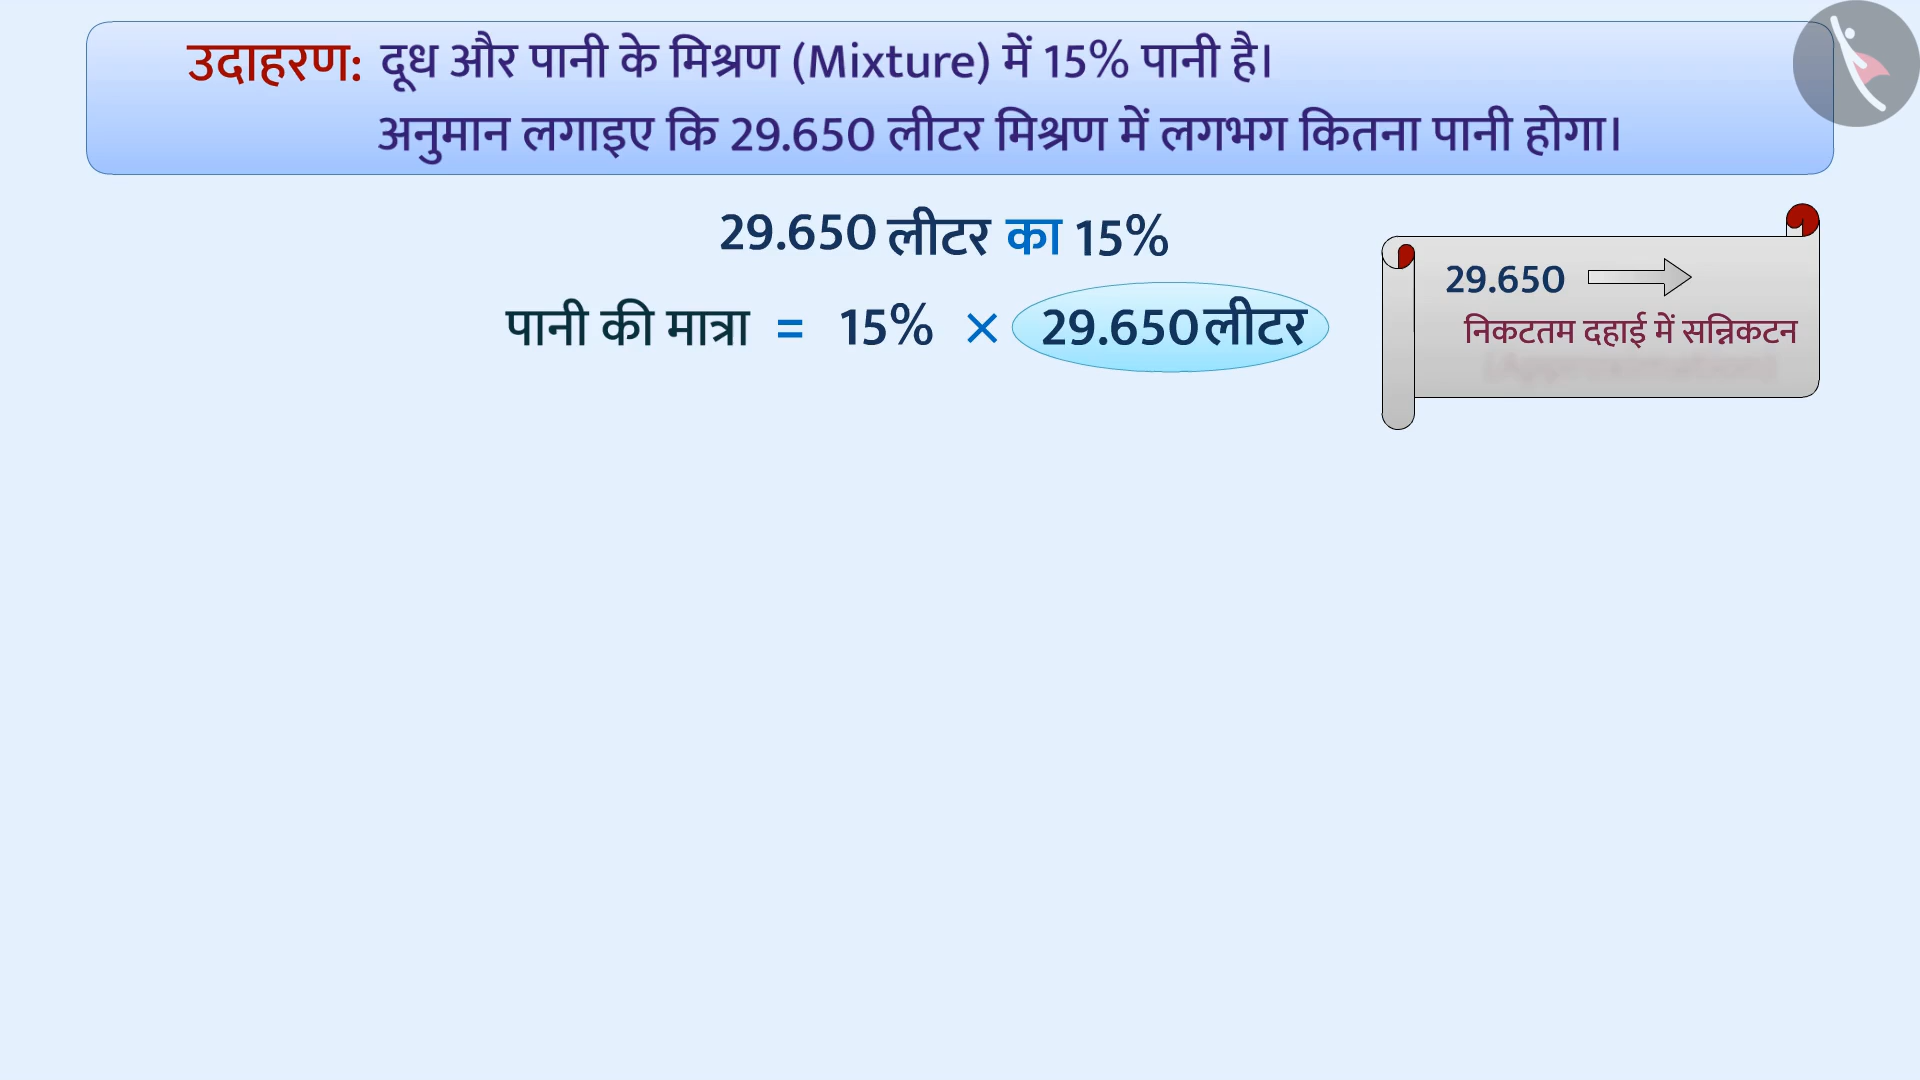 उदाहरण: दूध और पानी के मिश्रण (Mixture) में 15% पानी है।
अनुमान लगाइए कि 29.650 लीटर मिश्रण में लगभग कितना पानी होगा।
29.650 लीटर का 15%
पानी की मात्रा = 15% × 29.650 लीटर
29.650
निकटतम दहाई में सन्निकटन